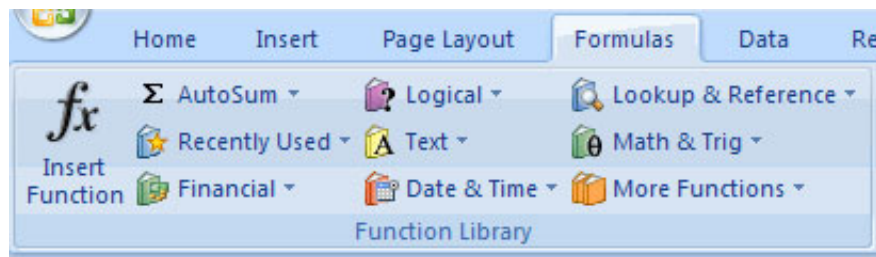 Home Insert Page Layout Formulas Data Re
fx Σ AutoSum Logical Lookup & Reference
Recently Used Text Math & Trig
Insert
Function Financial Date & Time More Functions
Function Library